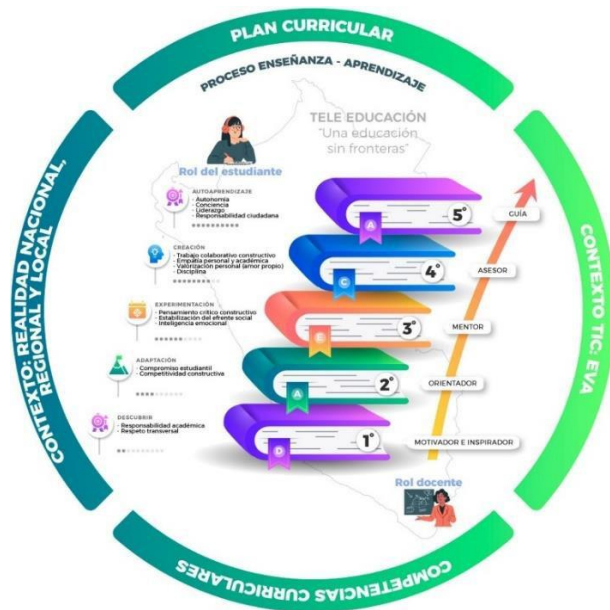 PLAN CURRICULAR
PROCESO ENSEÑANZA - APRENDIZAJE
TELE EDUCACIÓN
"Una educación
sin fronteras"
Rol del estudiante
AUTOAPRENDIZAJE
- Autonomía
- Conciencia
- Liderazgo
- Responsabilidad ciudadana
A
5°
GUÍA
CREACIÓN
- Trabajo colaborativo constructivo
- Empatía personal y académica
- Valorización personal (amor propio)
- Disciplina
C
4°
ASESOR
EXPERIMENTACIÓN
- Pensamiento crítico constructivo
- Estabilización del efrente social
- Inteligencia emocional
E
3°
MENTOR
ADAPTACIÓN
- Compromiso estudiantil
- Competitividad constructiva
A
2°
ORIENTADOR
DESCUBRIR
- Responsabilidad académica
- Respeto transversal
D
1°
MOTIVADOR E INSPIRADOR
Rol docente
CONTEXTO: REALIDAD NACIONAL,
REGIONAL Y LOCAL
CONTEXTO TIC: EVA
COMPETENCIAS CURRICULARES